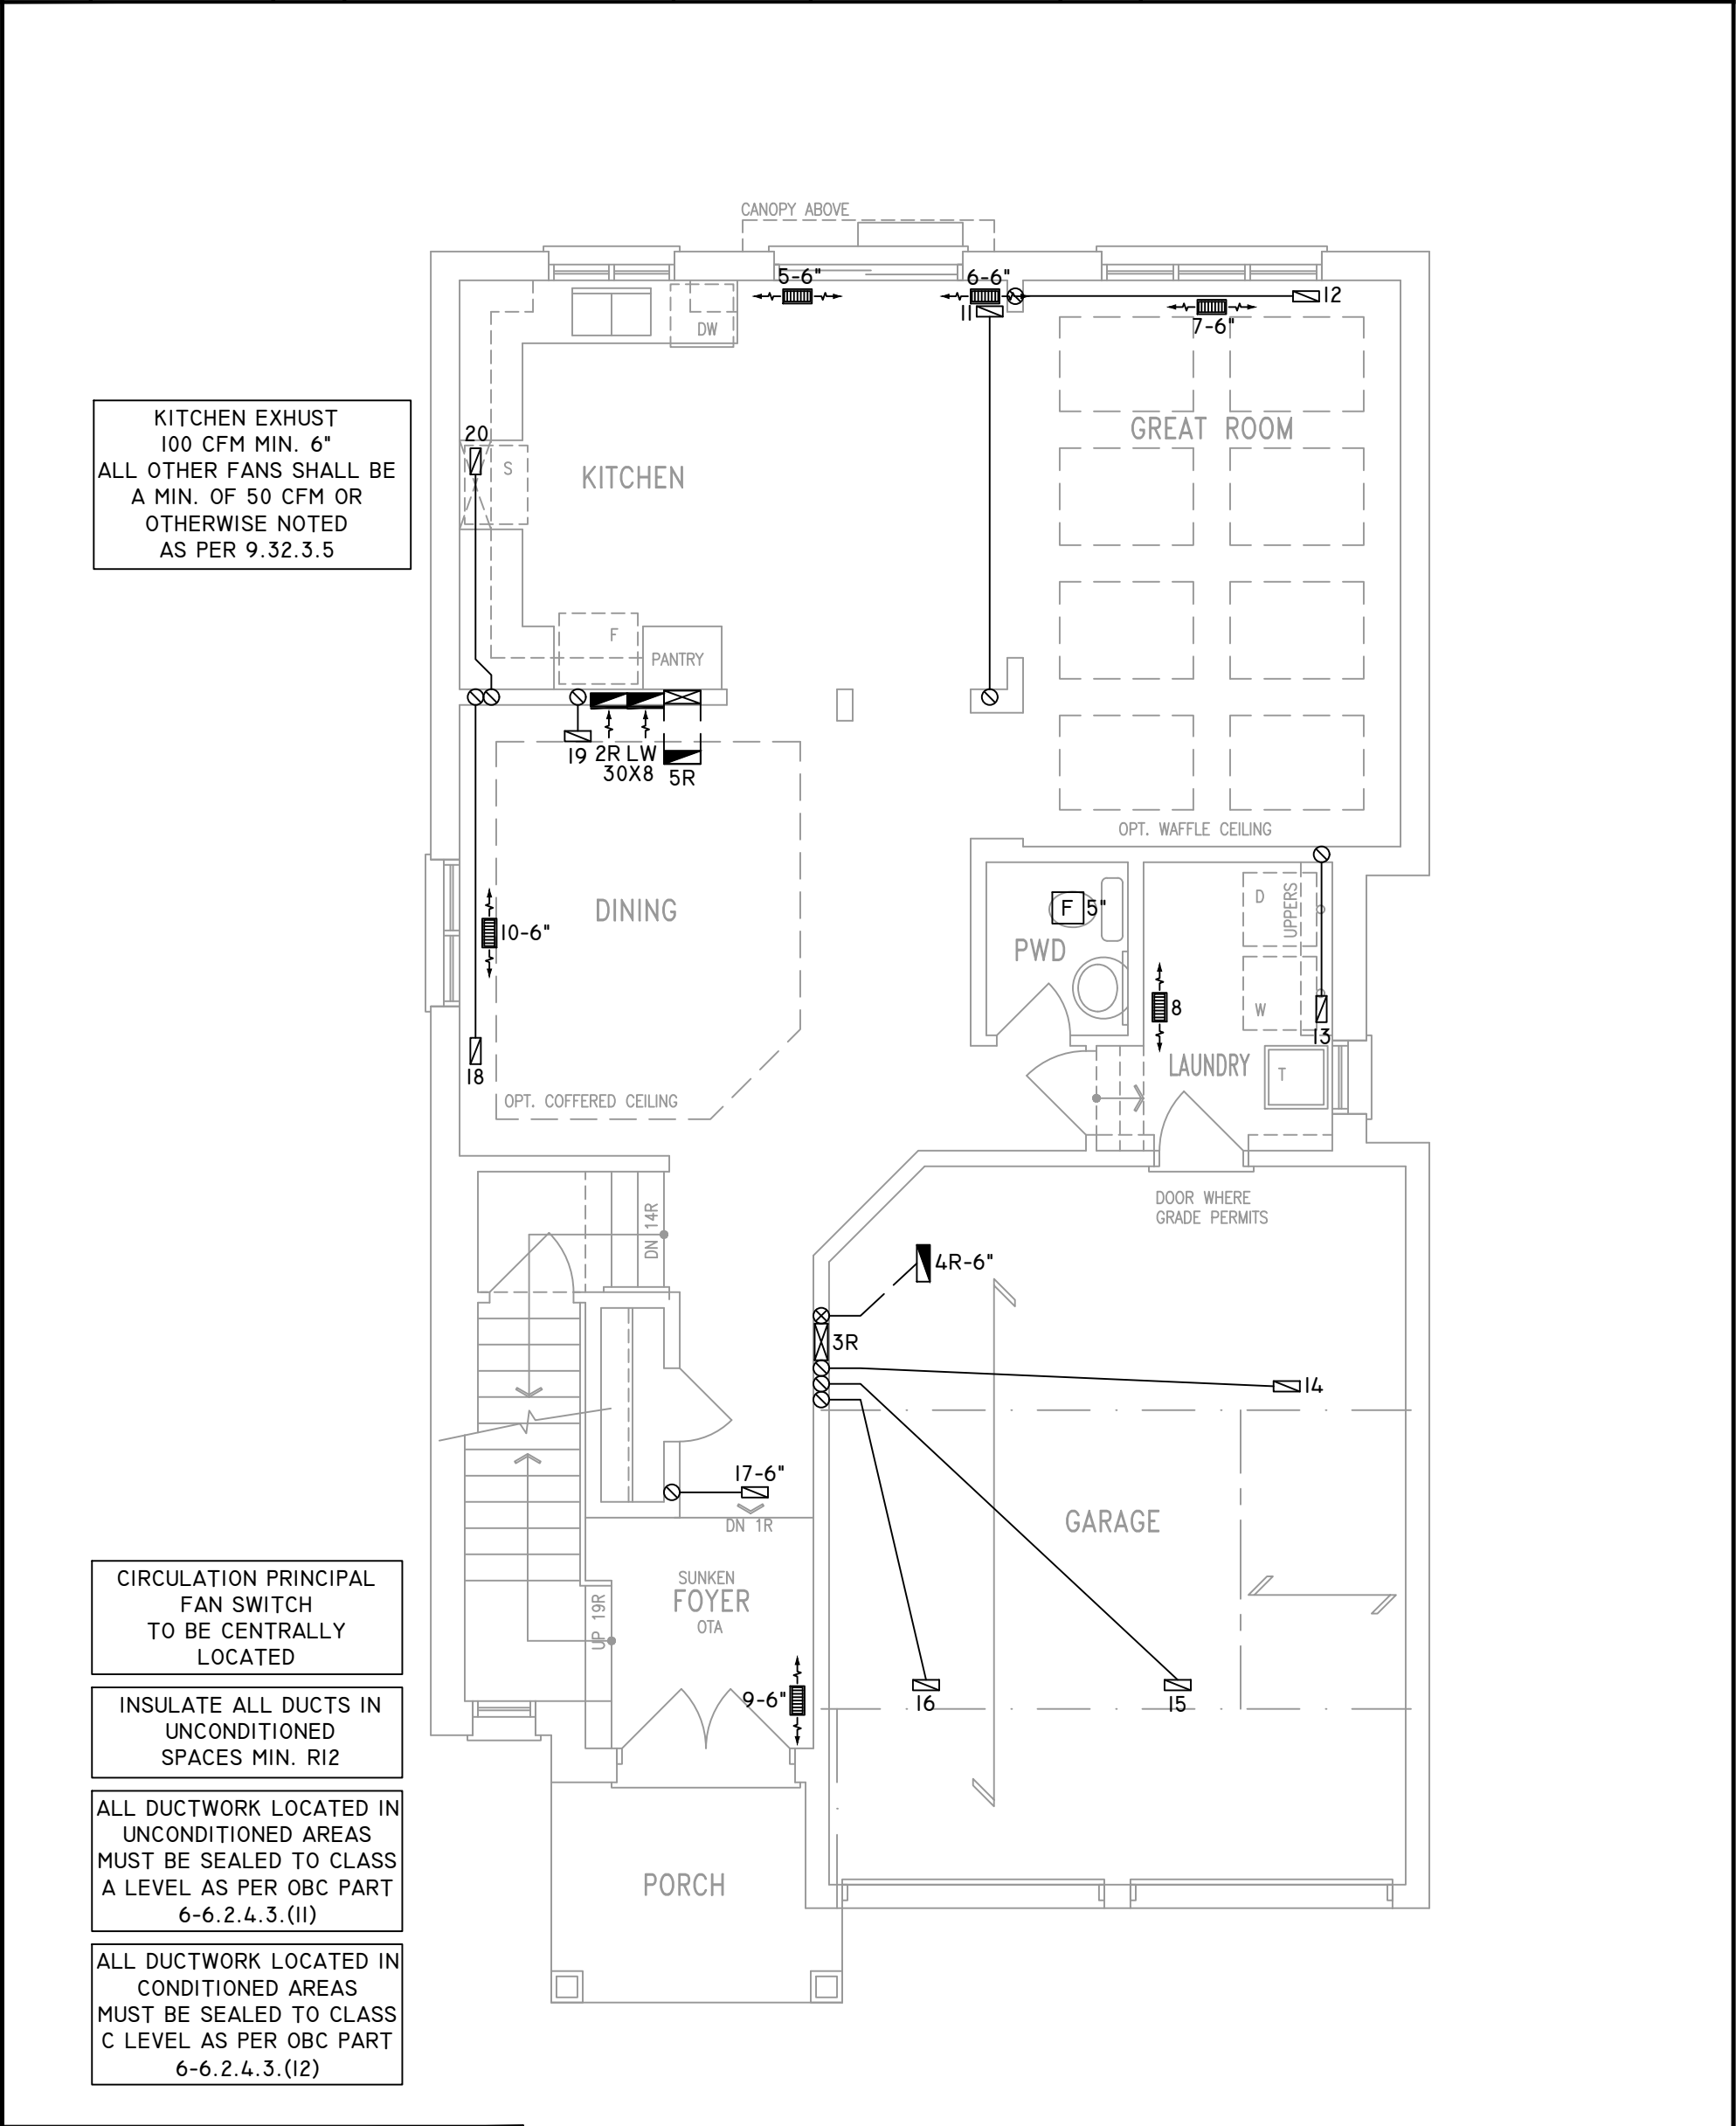 CANOPY ABOVE
5-6"
6-6"
12
11
7-6"
DW
KITCHEN EXHUST
100 CFM MIN. 6"
ALL OTHER FANS SHALL BE
A MIN. OF 50 CFM OR
OTHERWISE NOTED
AS PER 9.32.3.5
20
S
KITCHEN
GREAT ROOM
F
PANTRY
19
2R LW
30X8
5R
OPT. WAFFLE CEILING
DINING
10-6"
18
OPT. COFFERED CEILING
F 5"
PWD
D
UPPERS
W
8
13
LAUNDRY
T
DOOR WHERE
GRADE PERMITS
DN 14R
4R-6"
3R
14
17-6"
DN 1R
GARAGE
SUNKEN
FOYER
OTA
UP 19R
9-6"
16
15
PORCH
CIRCULATION PRINCIPAL
FAN SWITCH
TO BE CENTRALLY
LOCATED
INSULATE ALL DUCTS IN
UNCONDITIONED
SPACES MIN. R12
ALL DUCTWORK LOCATED IN
UNCONDITIONED AREAS
MUST BE SEALED TO CLASS
A LEVEL AS PER OBC PART
6-6.2.4.3.(11)
ALL DUCTWORK LOCATED IN
CONDITIONED AREAS
MUST BE SEALED TO CLASS
C LEVEL AS PER OBC PART
6-6.2.4.3.(12)